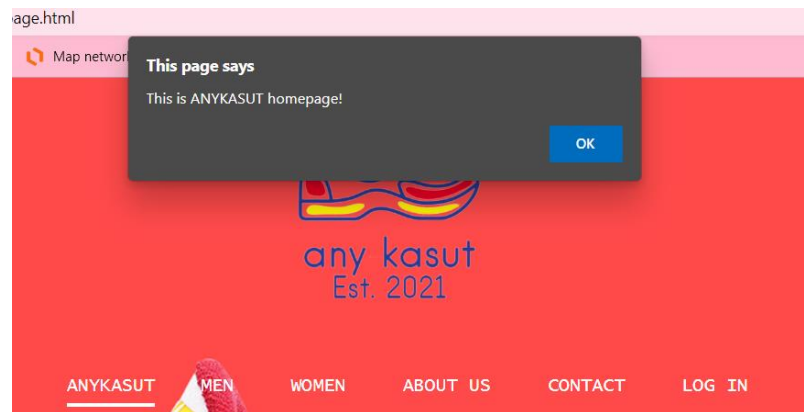 age.html
Map networ
This page says
This is ANYKASUT homepage!
OK
any kasut
Est. 2021
ANYKASUT MEN WOMEN ABOUT US CONTACT LOG IN